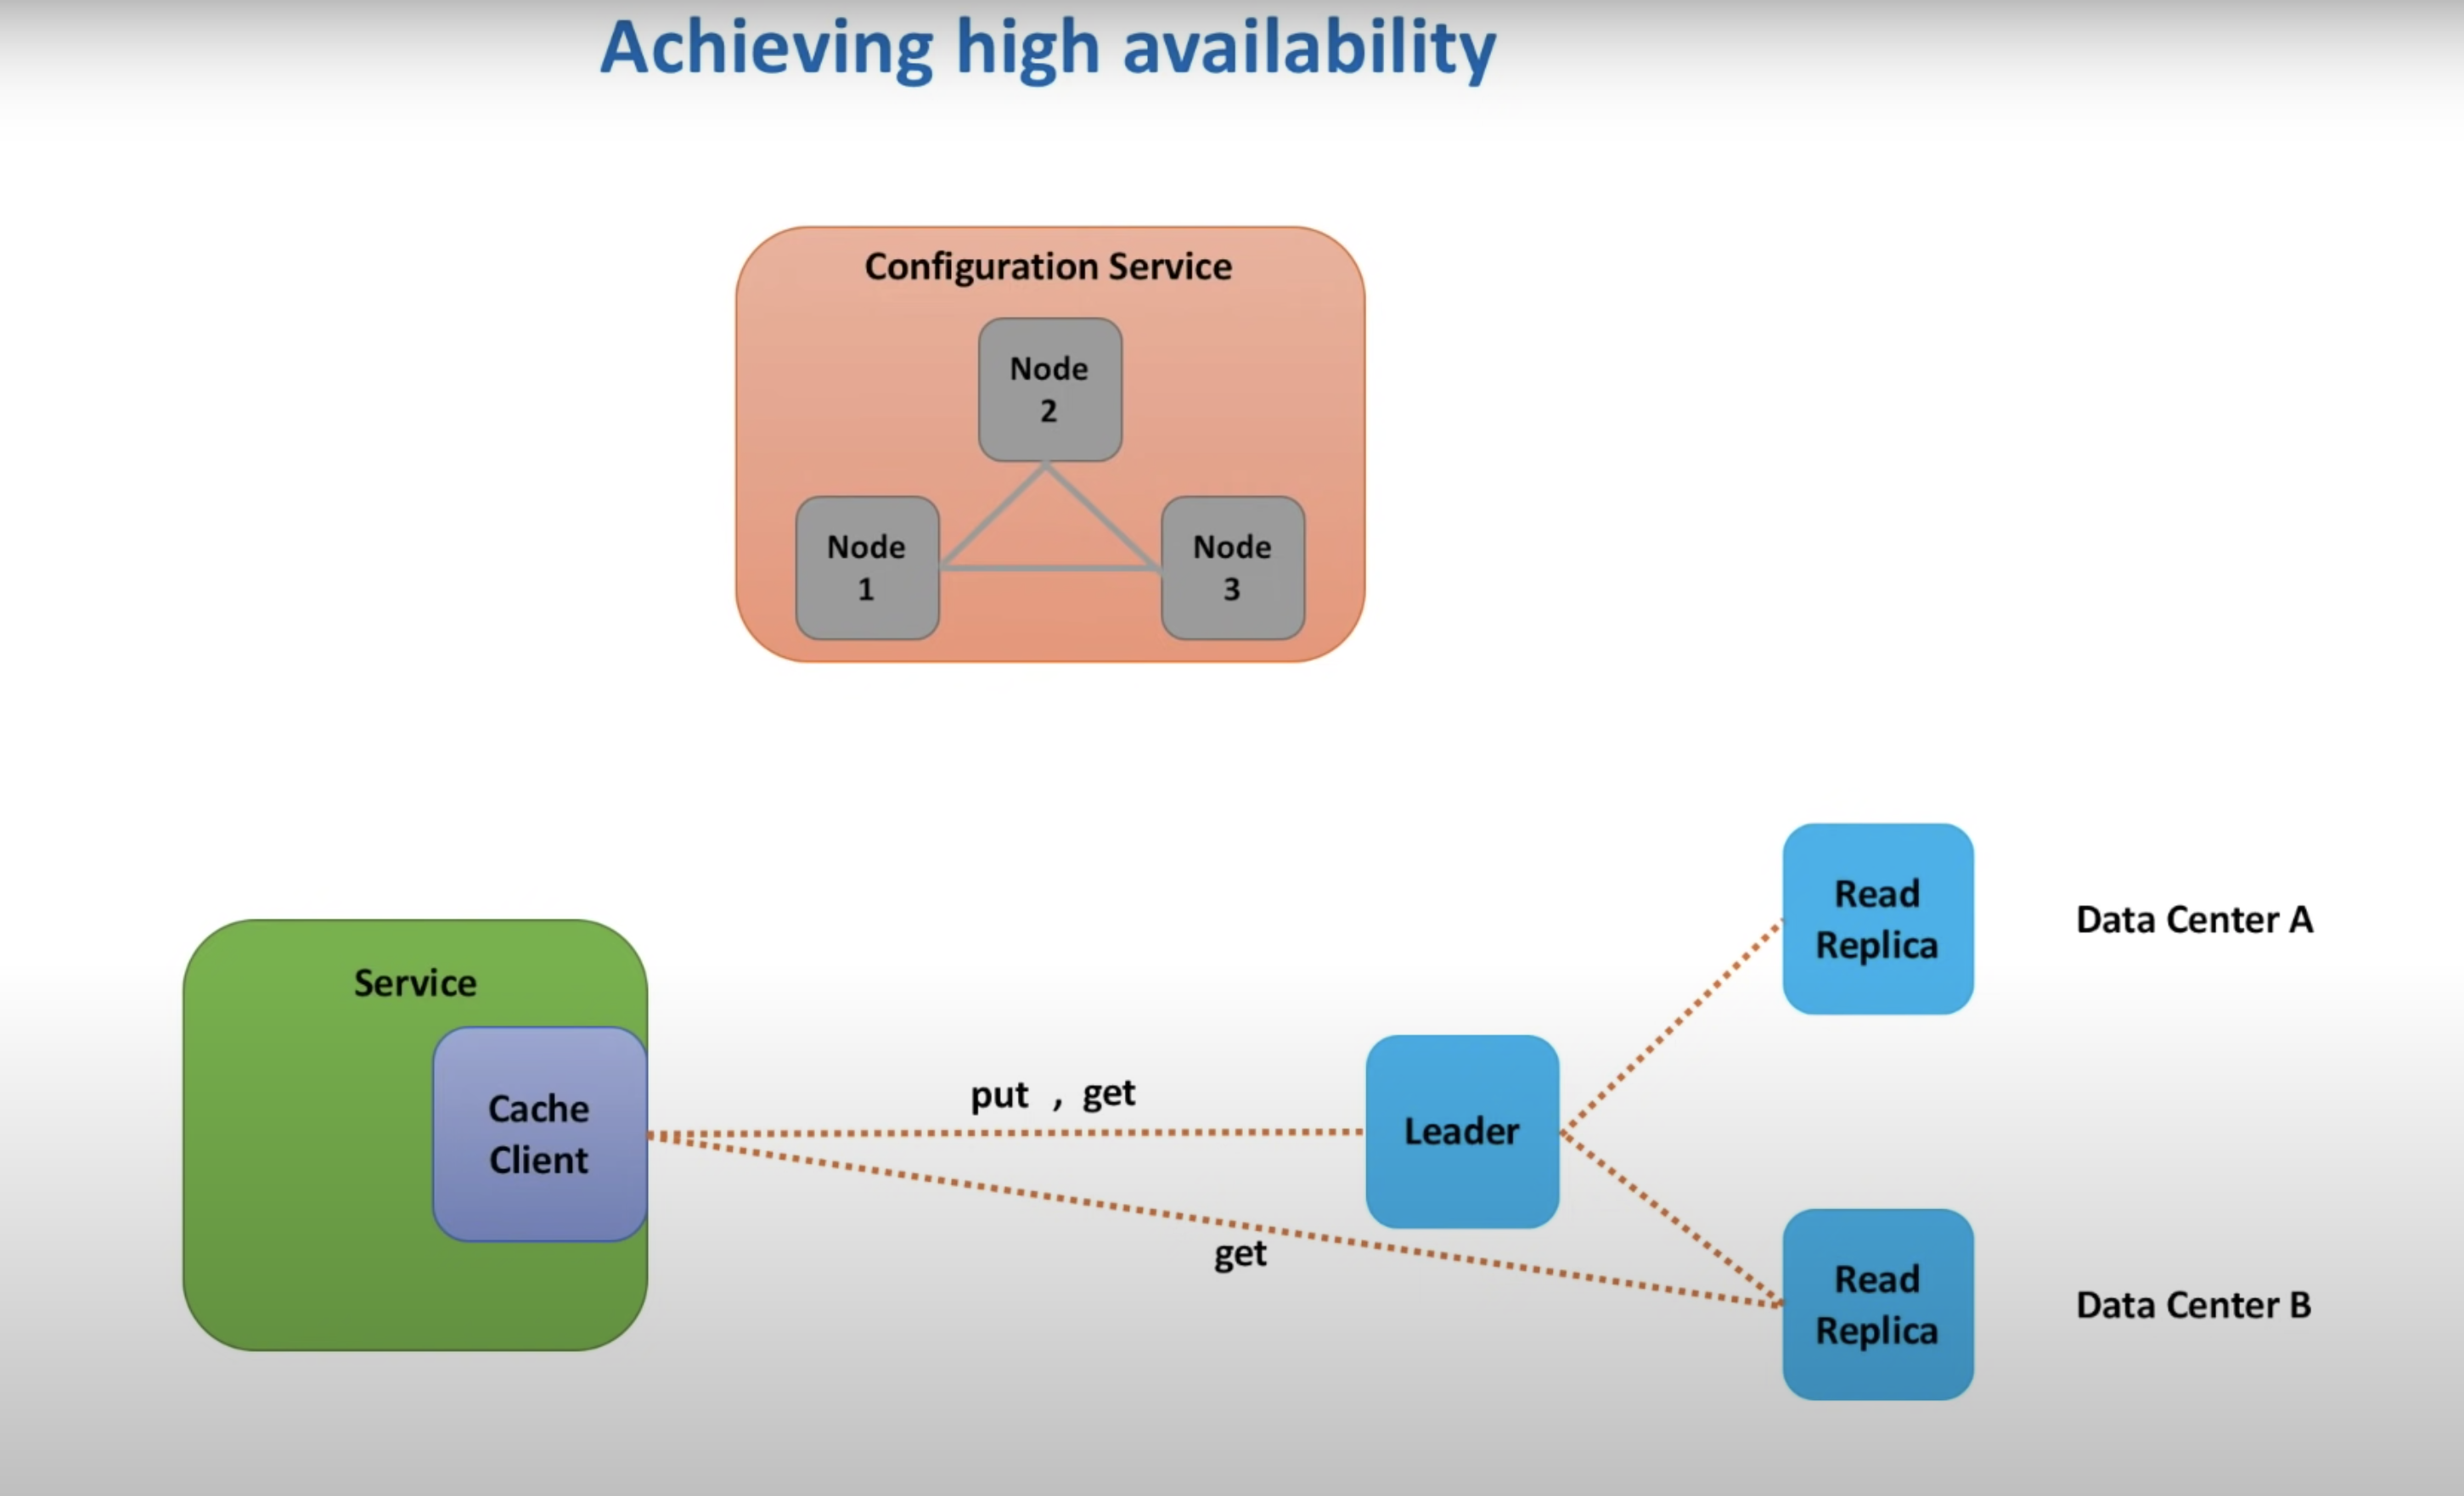 Achieving high availability
Configuration Service
Node
2
Node
1
Node
3
Service
Cache
Client
put , get
get
Leader
Read
Replica
Data Center A
Read
Replica
Data Center B